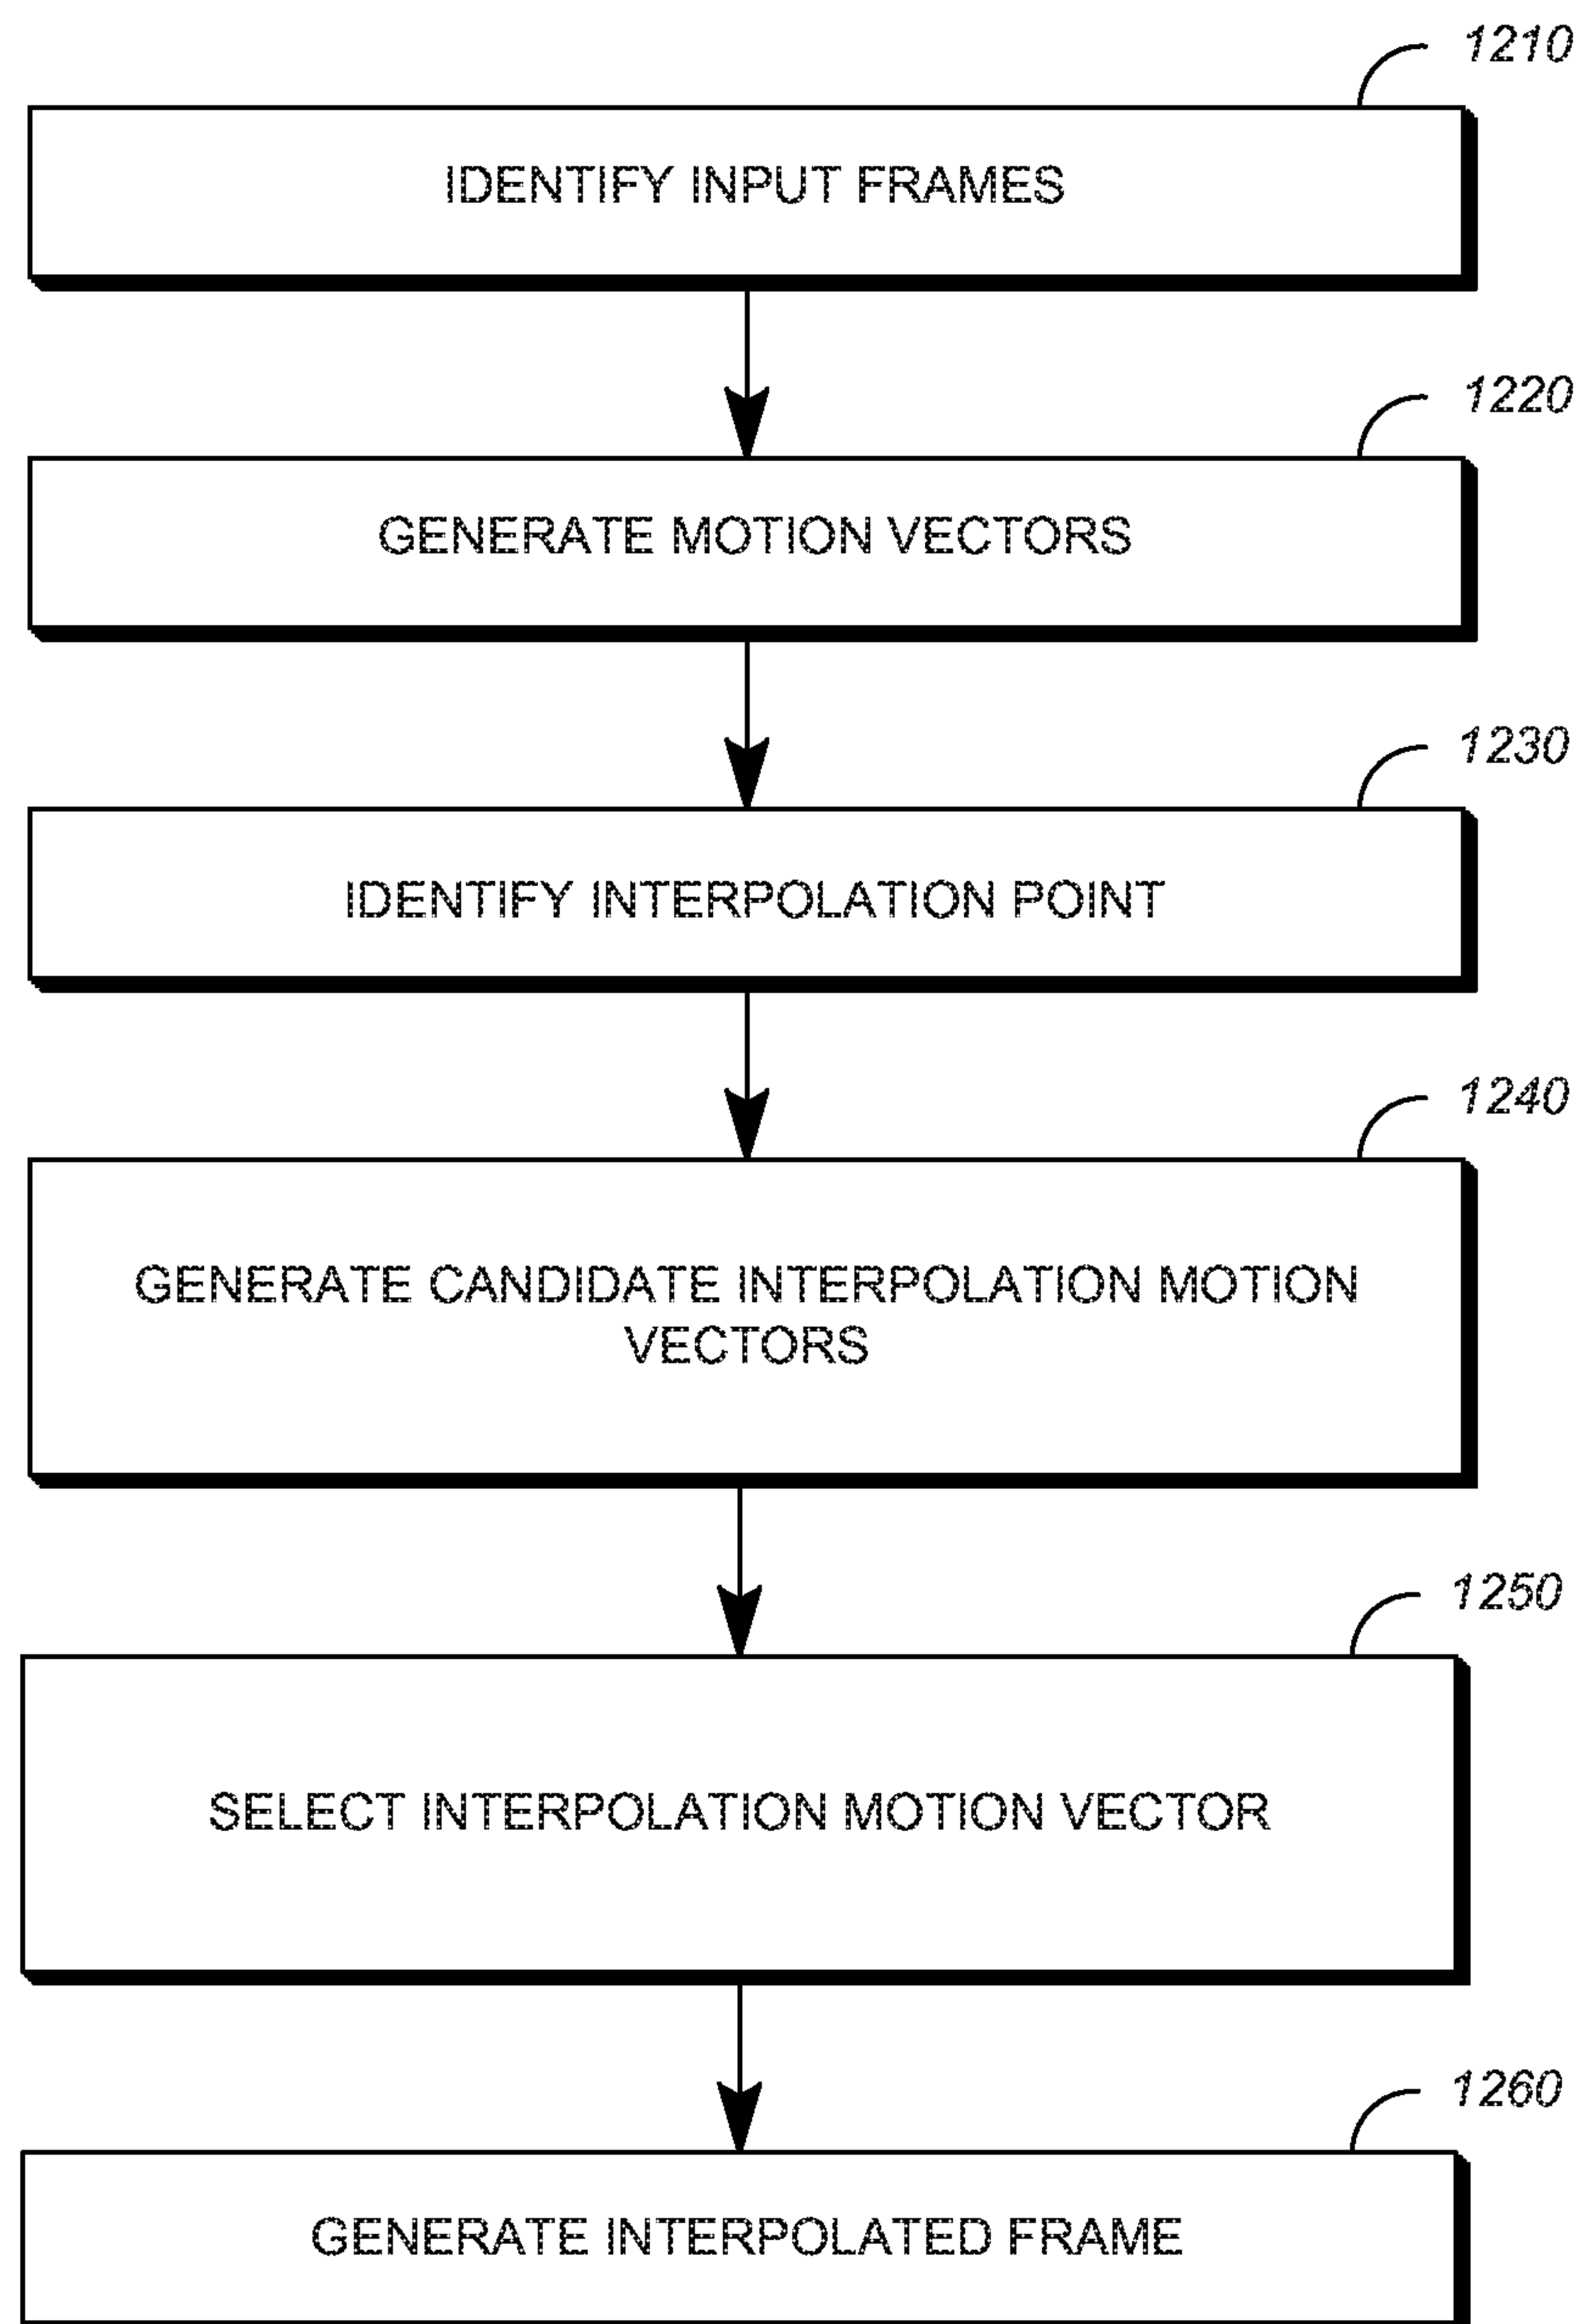 1210
IDENTIFY INPUT FRAMES
1220
GENERATE MOTION VECTORS
1230
IDENTIFY INTERPOLATION POINT
1240
GENERATE CANDIDATE INTERPOLATION MOTION
VECTORS
1250
SELECT INTERPOLATION MOTION VECTOR
1260
GENERATE INTERPOLATED FRAME